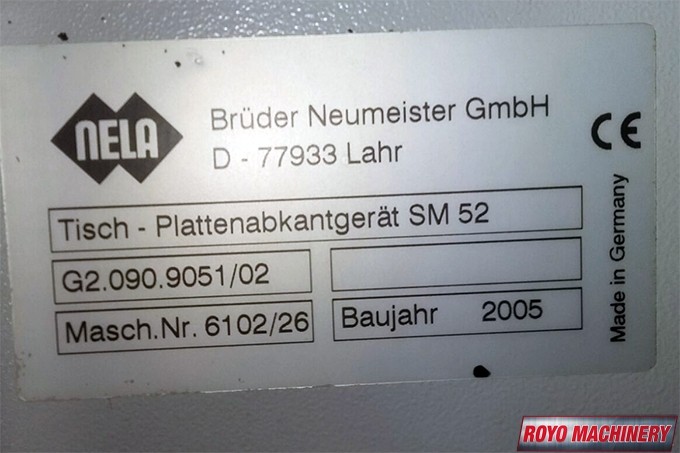 NELA
Brüder Neumeister GmbH
D - 77933 Lahr
CE
Tisch - Plattenabkantgerät SM 52
G2.090.9051/02
Masch.Nr. 6102/26
Baujahr 2005
Made in Germany
ROYO MACHINERY